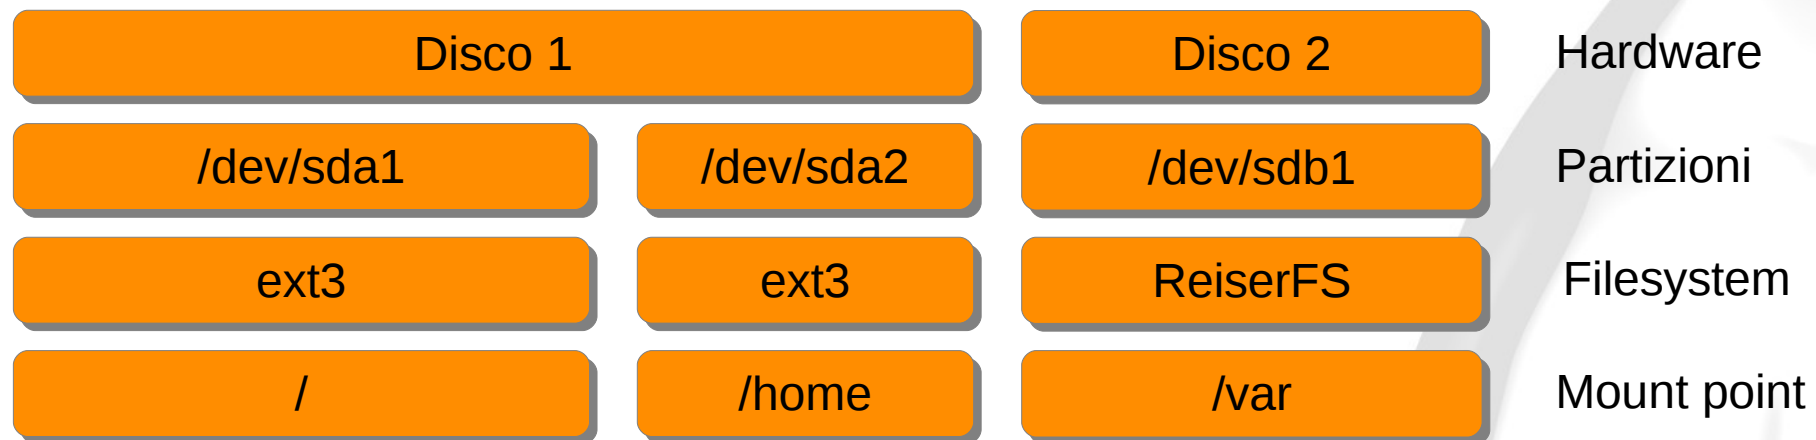 Disco 1 Disco 2 Hardware
/dev/sda1 /dev/sda2 /dev/sdb1 Partizioni
ext3 ext3 ReiserFS Filesystem
/ /home /var Mount point